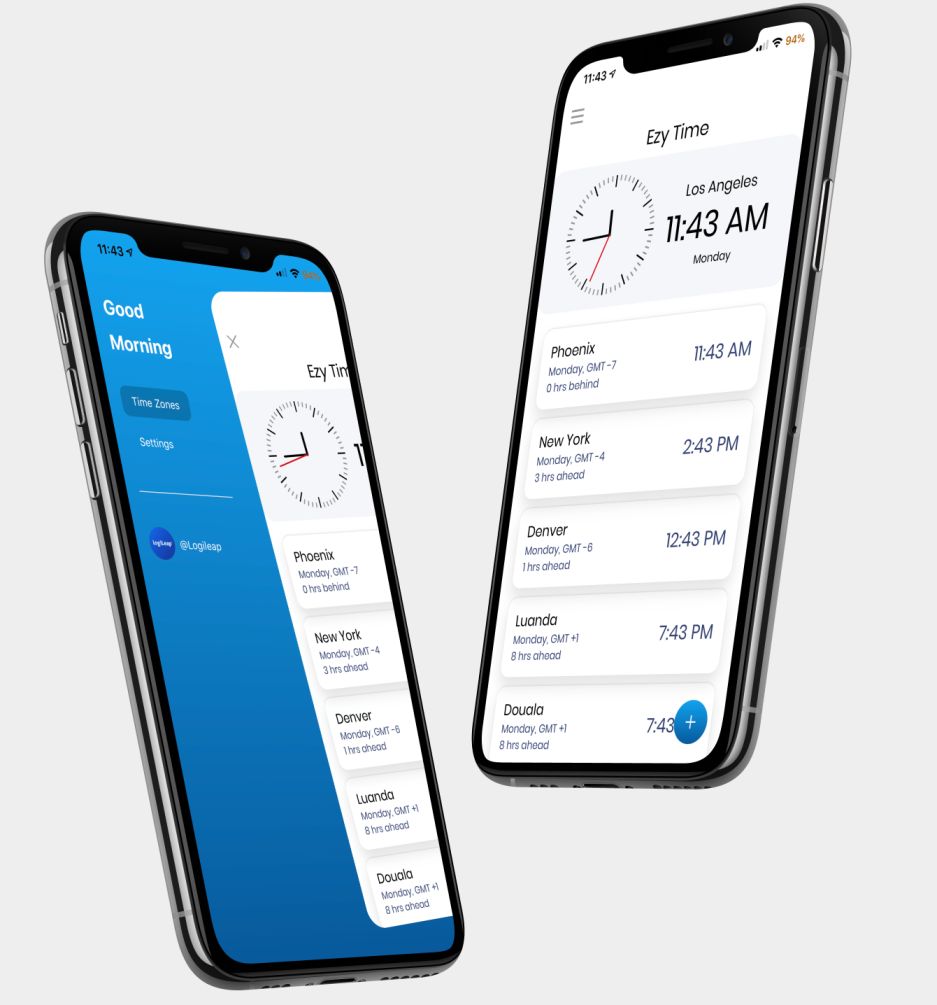 11:43
Good
Morning
Time Zones
Settings
LogiLeap
@Logileap
Phoenix
Monday, GMT -7
0 hrs behind
New York
Monday, GMT -4
3 hrs ahead
Denver
Monday, GMT -6
1 hrs ahead
Luanda
Monday, GMT +1
8 hrs ahead
Douala
Monday, GMT +1
8 hrs ahead
11:43
94%
Ezy Time
Los Angeles
11:43 AM
Monday
Phoenix
Monday, GMT -7
0 hrs behind
11:43 AM
New York
Monday, GMT -4
3 hrs ahead
2:43 PM
Denver
Monday, GMT -6
1 hrs ahead
12:43 PM
Luanda
Monday, GMT +1
8 hrs ahead
7:43 PM
Douala
Monday, GMT +1
8 hrs ahead
7:43
+